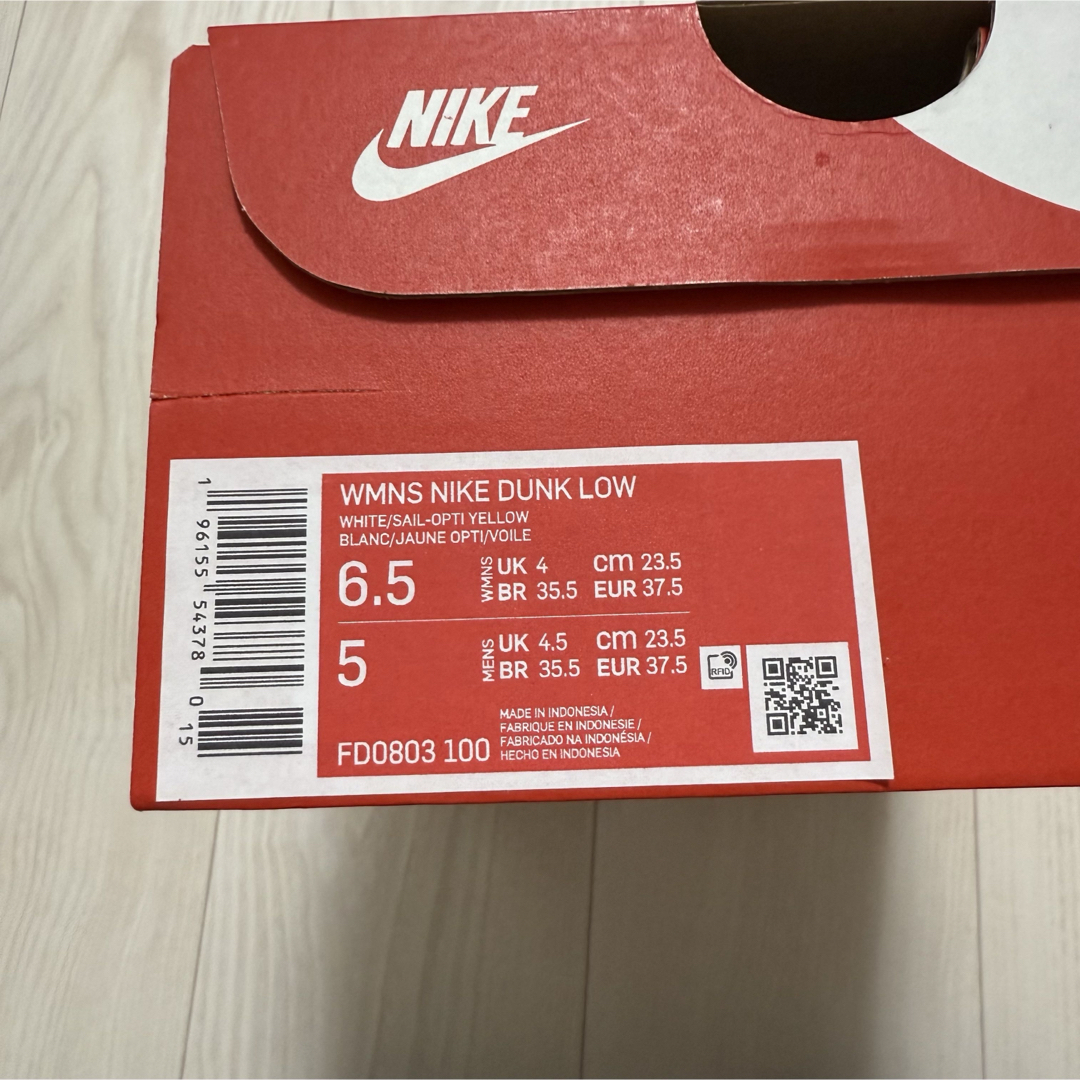 NIKE
WMNS NIKE DUNK LOW
WHITE/SAIL-OPTI YELLOW
BLANC/JAUNE OPTI/VOILE
6.5 WMNS UK 4 cm 23.5
BR 35.5 EUR 37.5
5 MENS UK 4.5 cm 23.5
BR 35.5 EUR 37.5
RFID
MADE IN INDONESIA /
FABRIQUE EN INDONESIE /
FABRICADO NA INDONÉSIA /
HECHO EN INDONESIA
FD0803 100
1 96155 54378 0 15